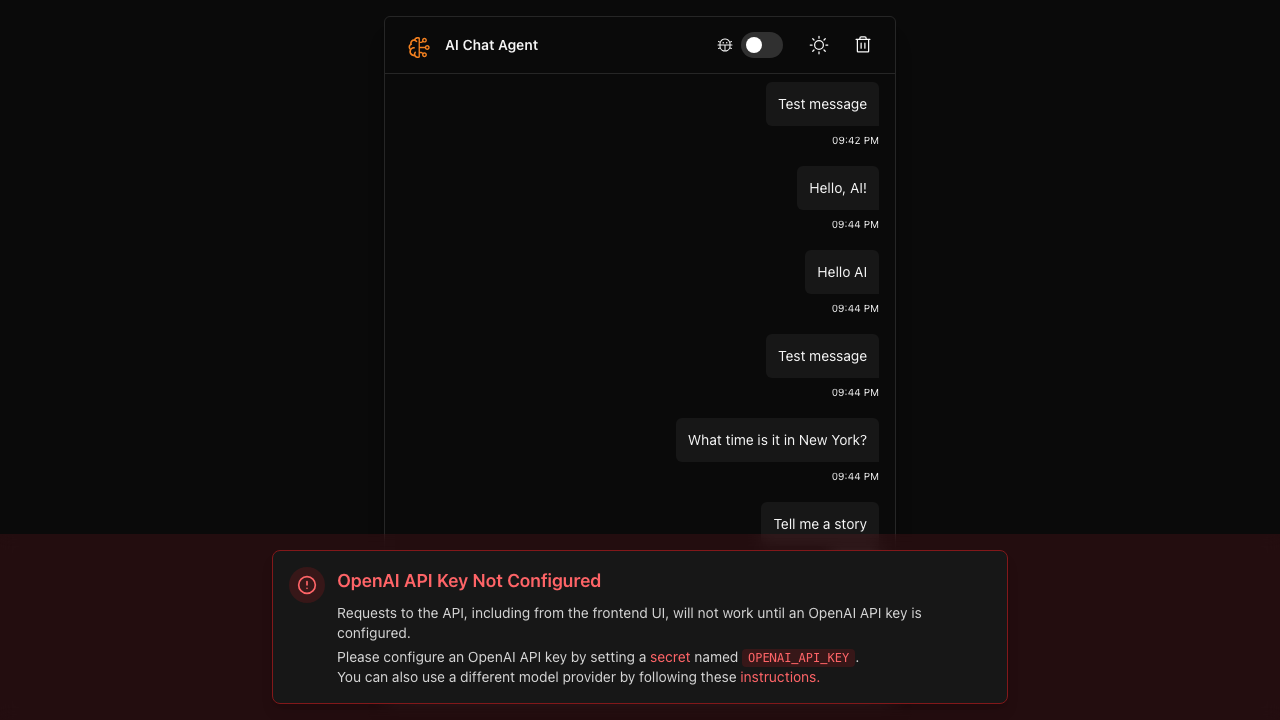 AI Chat Agent
Test message
09:42 PM
Hello, AI!
09:44 PM
Hello AI
09:44 PM
Test message
09:44 PM
What time is it in New York?
09:44 PM
Tell me a story
OpenAI API Key Not Configured
Requests to the API, including from the frontend UI, will not work until an OpenAI API key is
configured.
Please configure an OpenAI API key by setting a secret named OPENAI_API_KEY.
You can also use a different model provider by following these instructions.